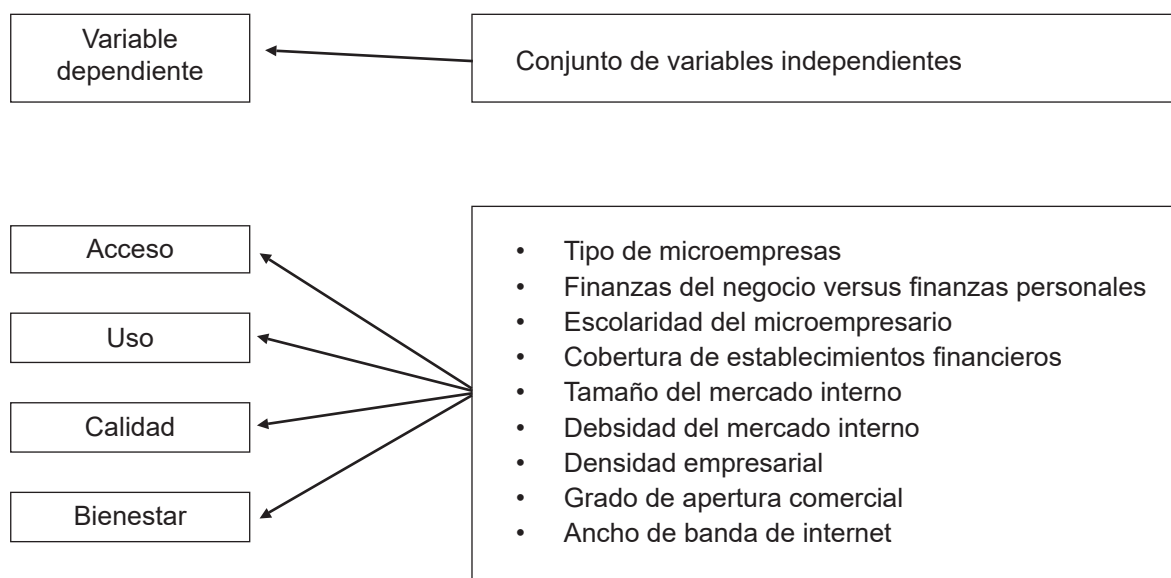 Variable
dependiente
Conjunto de variables independientes
Acceso
Uso
Calidad
Bienestar
• Tipo de microempresas
• Finanzas del negocio versus finanzas personales
• Escolaridad del microempresario
• Cobertura de establecimientos financieros
• Tamaño del mercado interno
• Debsidad del mercado interno
• Densidad empresarial
• Grado de apertura comercial
• Ancho de banda de internet